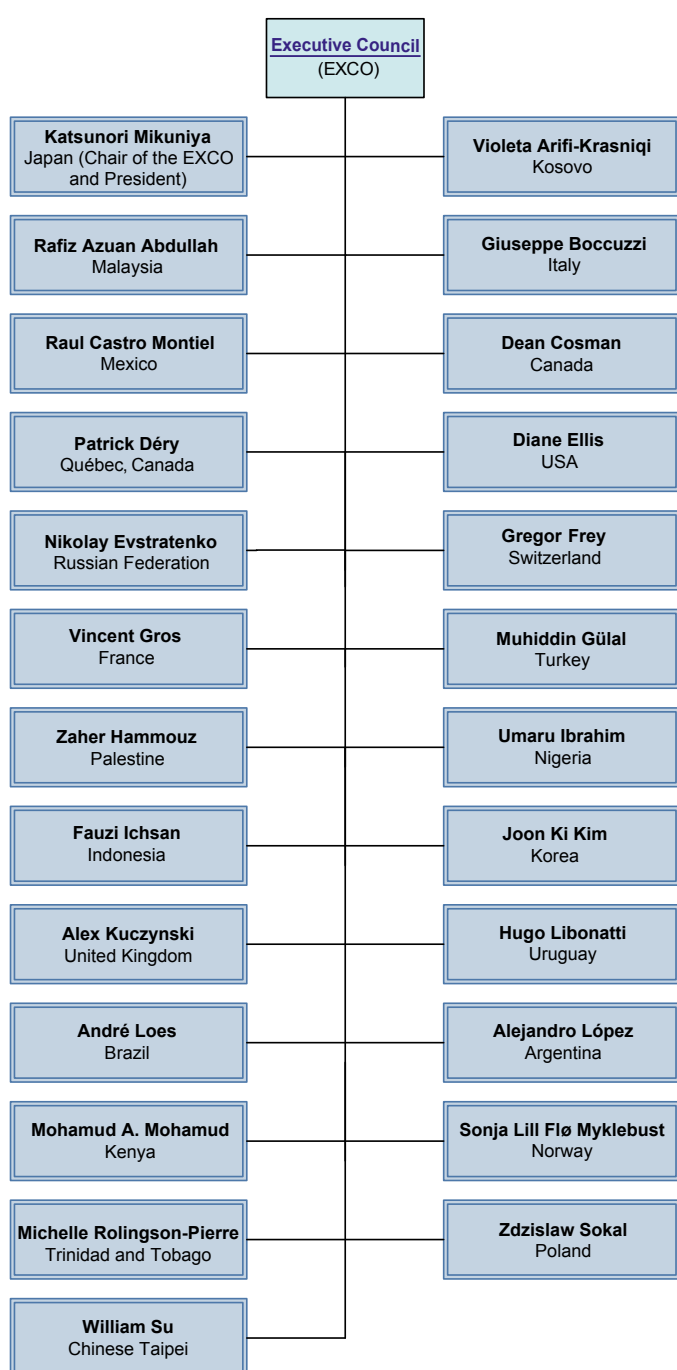 Executive Council
(EXCO)
Katsunori Mikuniya
Japan (Chair of the EXCO
and President)
Violeta Arifi-Krasniqi
Kosovo
Rafiz Azuan Abdullah
Malaysia
Giuseppe Boccuzzi
Italy
Raul Castro Montiel
Mexico
Dean Cosman
Canada
Patrick Déry
Québec, Canada
Diane Ellis
USA
Nikolay Evstratenko
Russian Federation
Gregor Frey
Switzerland
Vincent Gros
France
Muhiddin Gülal
Turkey
Zaher Hammouz
Palestine
Umaru Ibrahim
Nigeria
Fauzi Ichsan
Indonesia
Joon Ki Kim
Korea
Alex Kuczynski
United Kingdom
Hugo Libonatti
Uruguay
André Loes
Brazil
Alejandro López
Argentina
Mohamud A. Mohamud
Kenya
Sonja Lill Flø Myklebust
Norway
Michelle Rolingson-Pierre
Trinidad and Tobago
Zdzislaw Sokal
Poland
William Su
Chinese Taipei